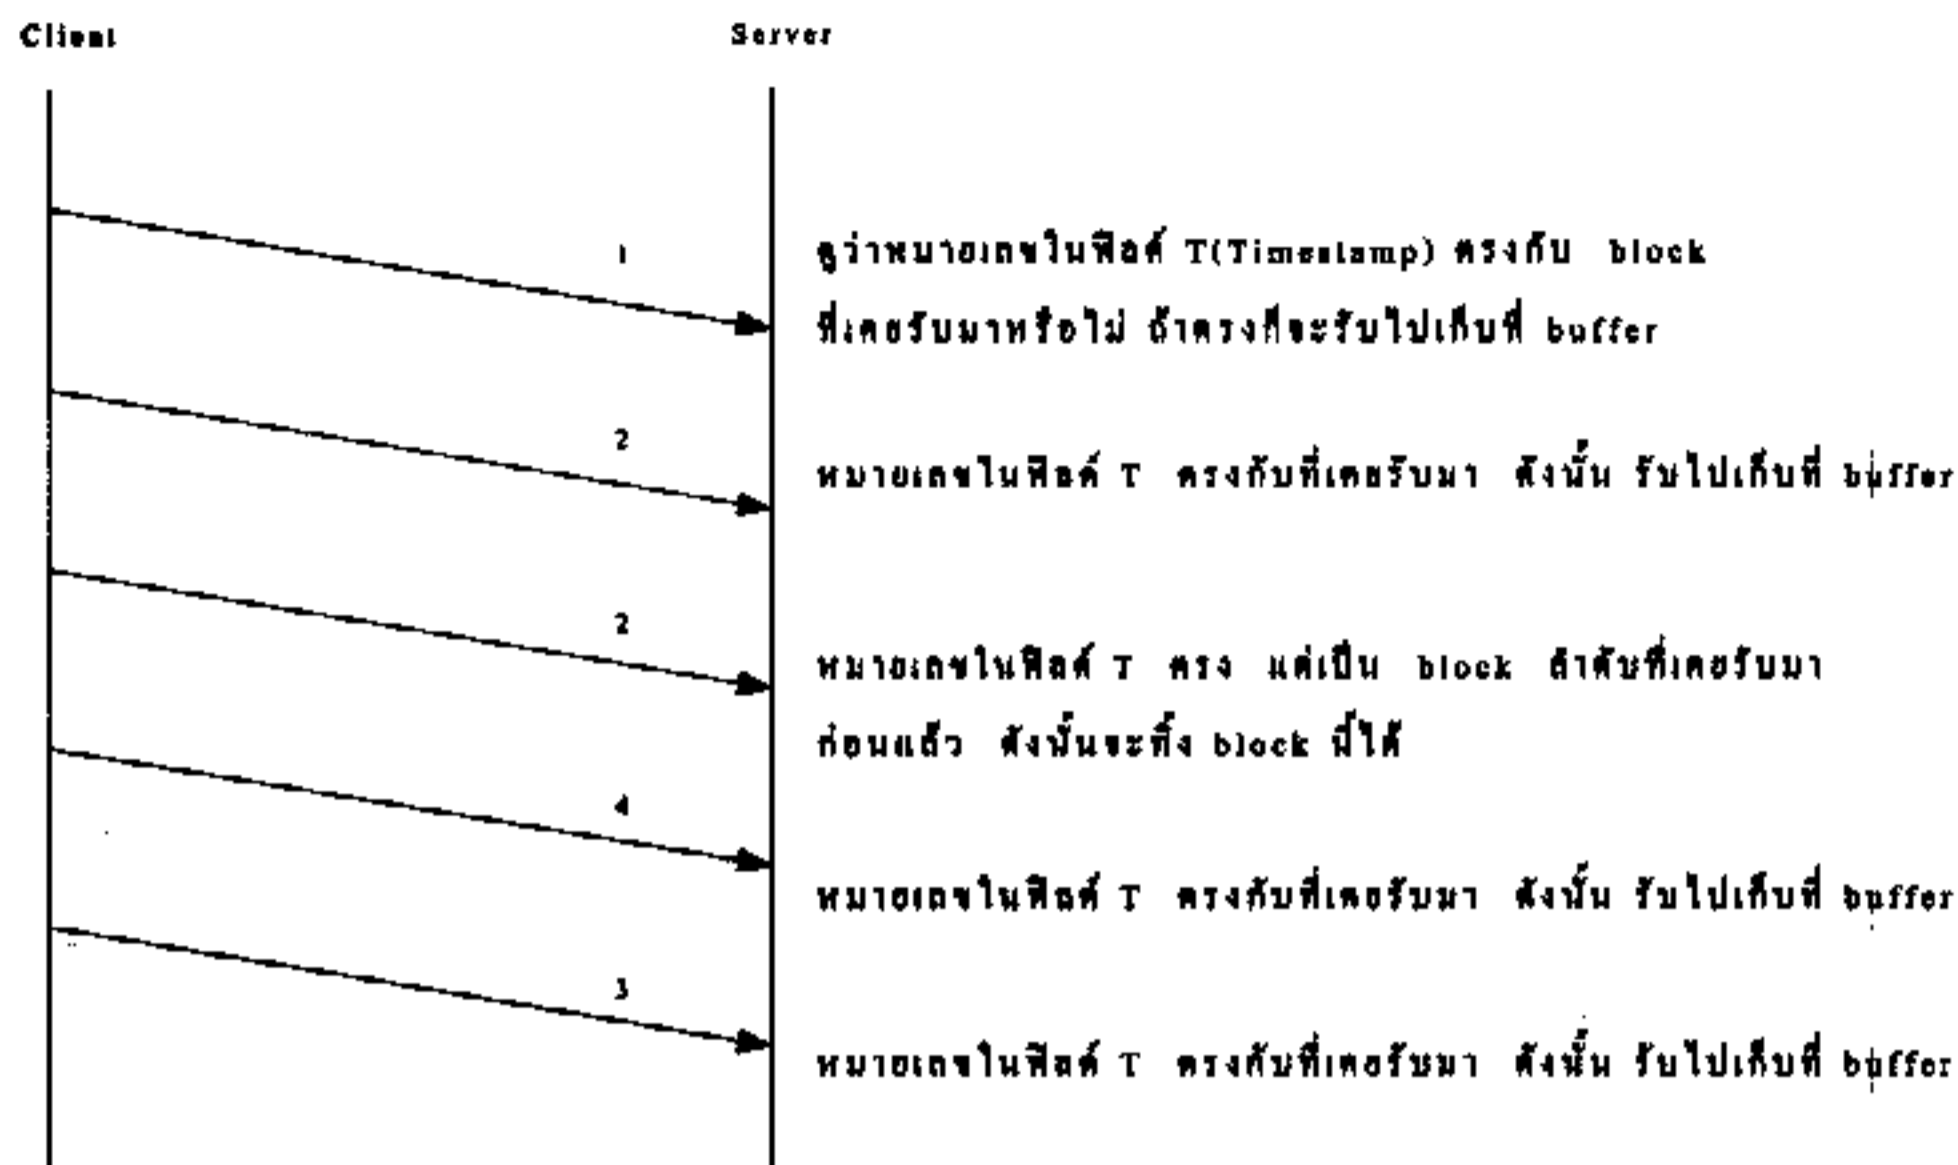 Client
Server
1
ดูว่าหมายเลขในฟิลด์ T(Timestamp) ตรงกับ block
ที่เคยรับมาหรือไม่ ถ้าตรงก็จะรับไปเก็บที่ buffer
2
หมายเลขในฟิลด์ T ตรงกับที่เคยรับมา ดังนั้น รับไปเก็บที่ buffer
2
หมายเลขในฟิลด์ T ตรง แต่เป็น block ลำดับที่เคยรับมา
ก่อนแล้ว ดังนั้นจะทิ้ง block นี้ได้
4
หมายเลขในฟิลด์ T ตรงกับที่เคยรับมา ดังนั้น รับไปเก็บที่ buffer
3
หมายเลขในฟิลด์ T ตรงกับที่เคยรับมา ดังนั้น รับไปเก็บที่ buffer